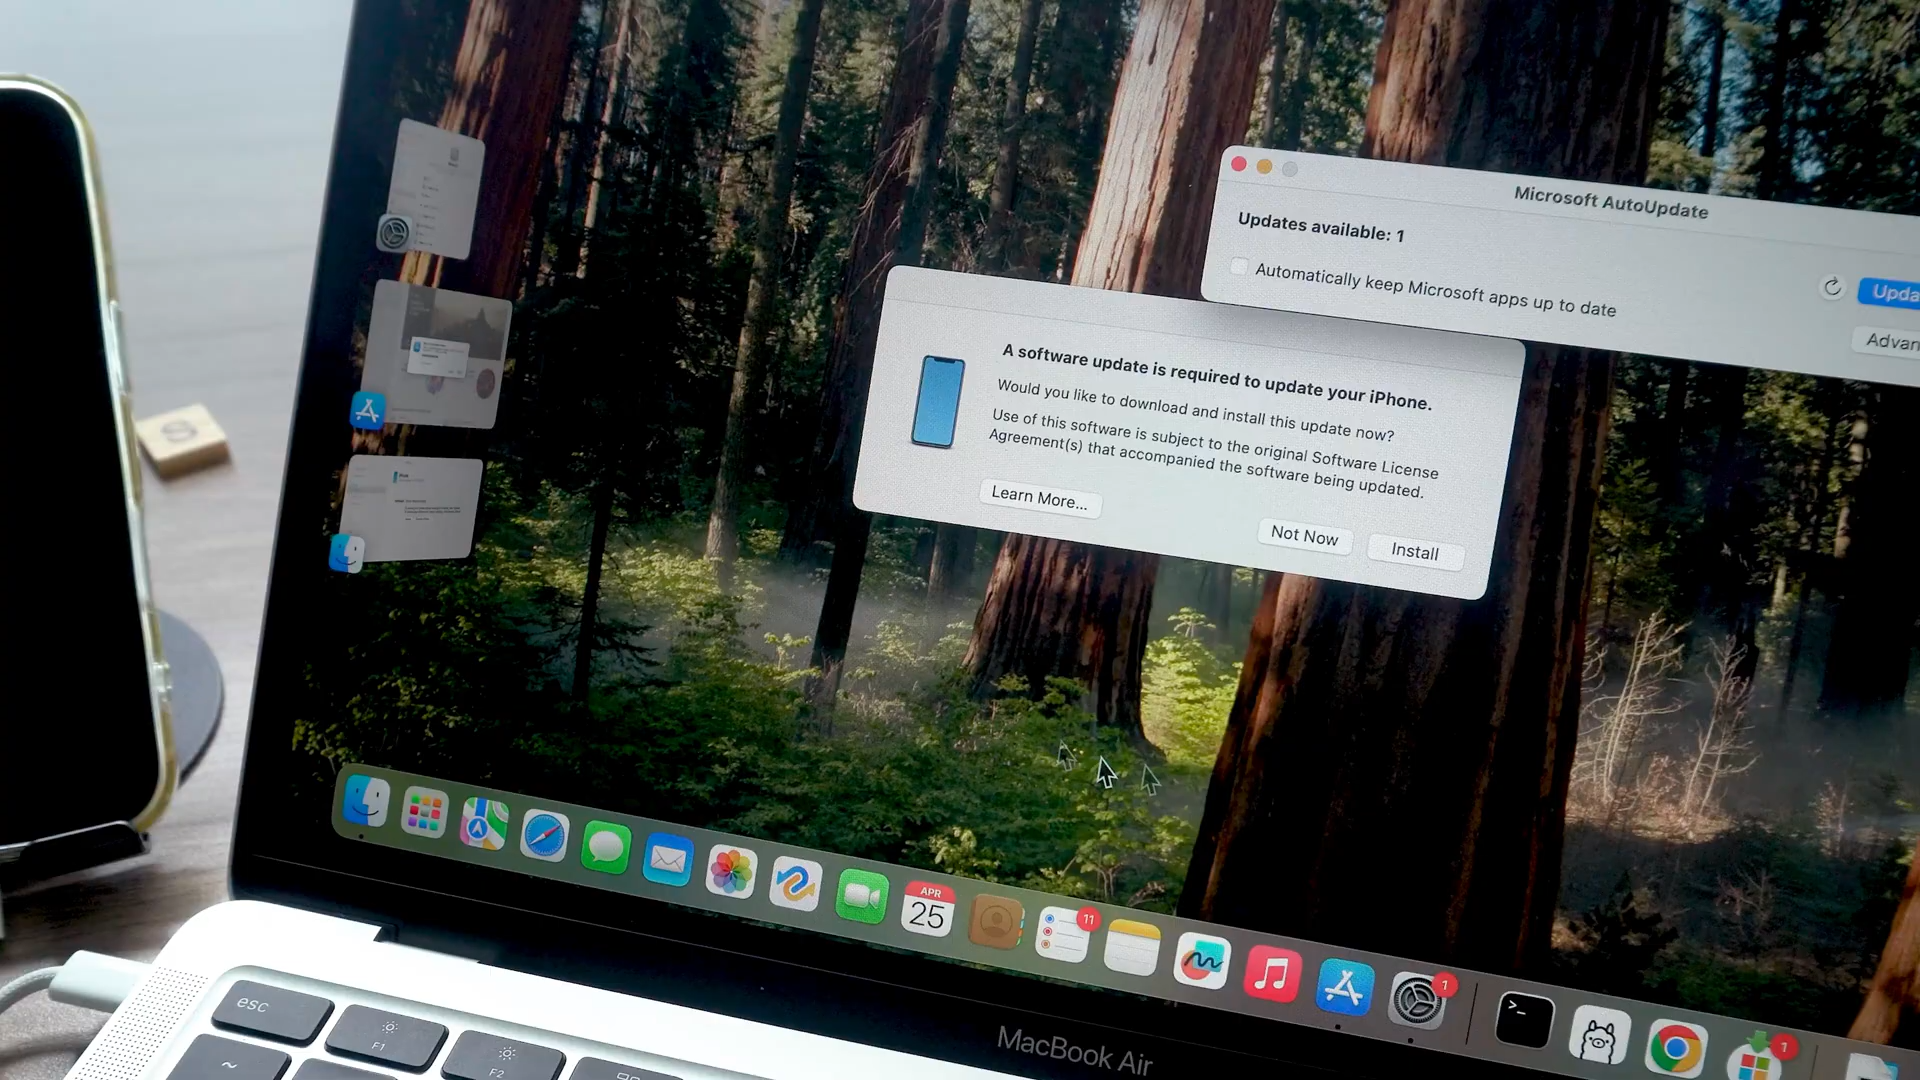 Microsoft AutoUpdate
Updates available: 1
Automatically keep Microsoft apps up to date
Upda
Advan
A software update is required to update your iPhone.
Would you like to download and install this update now?
Use of this software is subject to the original Software License
Agreement(s) that accompanied the software being updated.
Learn More...
Not Now
Install
APR
25
11
1
>_
1
MacBook Air
esc
F1
F2
~
S